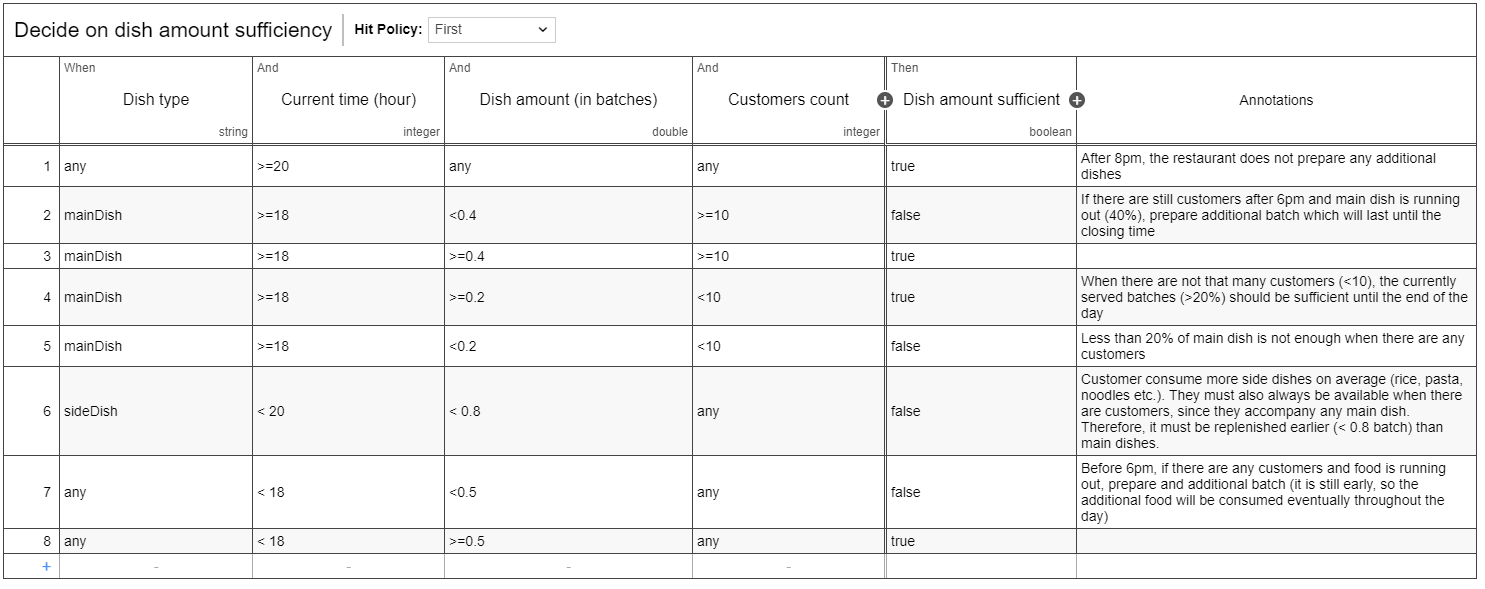 Decide on dish amount sufficiency Hit Policy: First
When And And And Then
Dish type Current time (hour) Dish amount (in batches) Customers count + Dish amount sufficient + Annotations
string integer double integer boolean
1 any >=20 any any true After 8pm, the restaurant does not prepare any additional
dishes
2 mainDish >=18 <0.4 >=10 false If there are still customers after 6pm and main dish is running
out (40%), prepare additional batch which will last until the
closing time
3 mainDish >=18 >=0.4 >=10 true
4 mainDish >=18 >=0.2 <10 true When there are not that many customers (<10), the currently
served batches (>20%) should be sufficient until the end of the
day
5 mainDish >=18 <0.2 <10 false Less than 20% of main dish is not enough when there are any
customers
6 sideDish < 20 < 0.8 any false Customer consume more side dishes on average (rice, pasta,
noodles etc.). They must also always be available when there
are customers, since they accompany any main dish.
Therefore, it must be replenished earlier (< 0.8 batch) than
main dishes.
7 any < 18 <0.5 any false Before 6pm, if there are any customers and food is running
out, prepare and additional batch (it is still early, so the
additional food will be consumed eventually throughout the
day)
8 any < 18 >=0.5 any true
+ - - - -